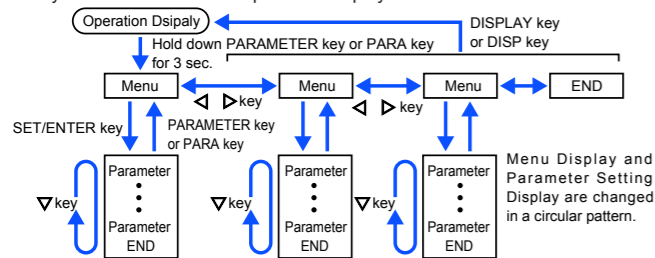 Operation Dsipaly
DISPLAY key
or DISP key
Hold down PARAMETER key or PARA key
for 3 sec.
Menu
Menu
Menu
END
◁ ▷ key
◁ ▷ key
SET/ENTER key
PARAMETER key
or PARA key
Parameter
Parameter
END
▽ key
Parameter
Parameter
END
▽ key
Parameter
Parameter
END
▽ key
Menu Display and
Parameter Setting
Display are changed
in a circular pattern.